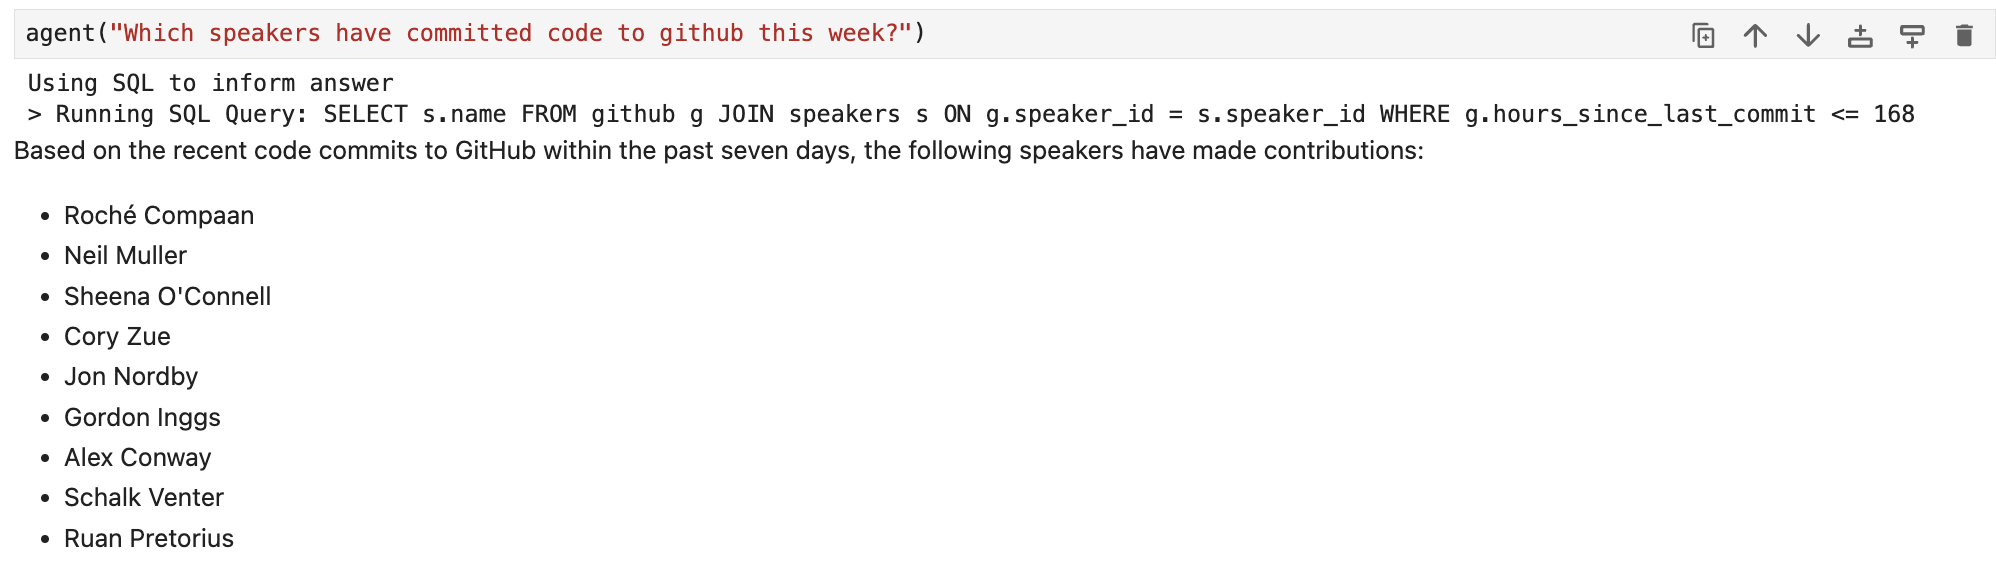 agent("Which speakers have committed code to github this week?")
Using SQL to inform answer
> Running SQL Query: SELECT s.name FROM github g JOIN speakers s ON g.speaker_id = s.speaker_id WHERE g.hours_since_last_commit <= 168
Based on the recent code commits to GitHub within the past seven days, the following speakers have made contributions:
• Roché Compaan
• Neil Muller
• Sheena O'Connell
• Cory Zue
• Jon Nordby
• Gordon Inggs
• Alex Conway
• Schalk Venter
• Ruan Pretorius